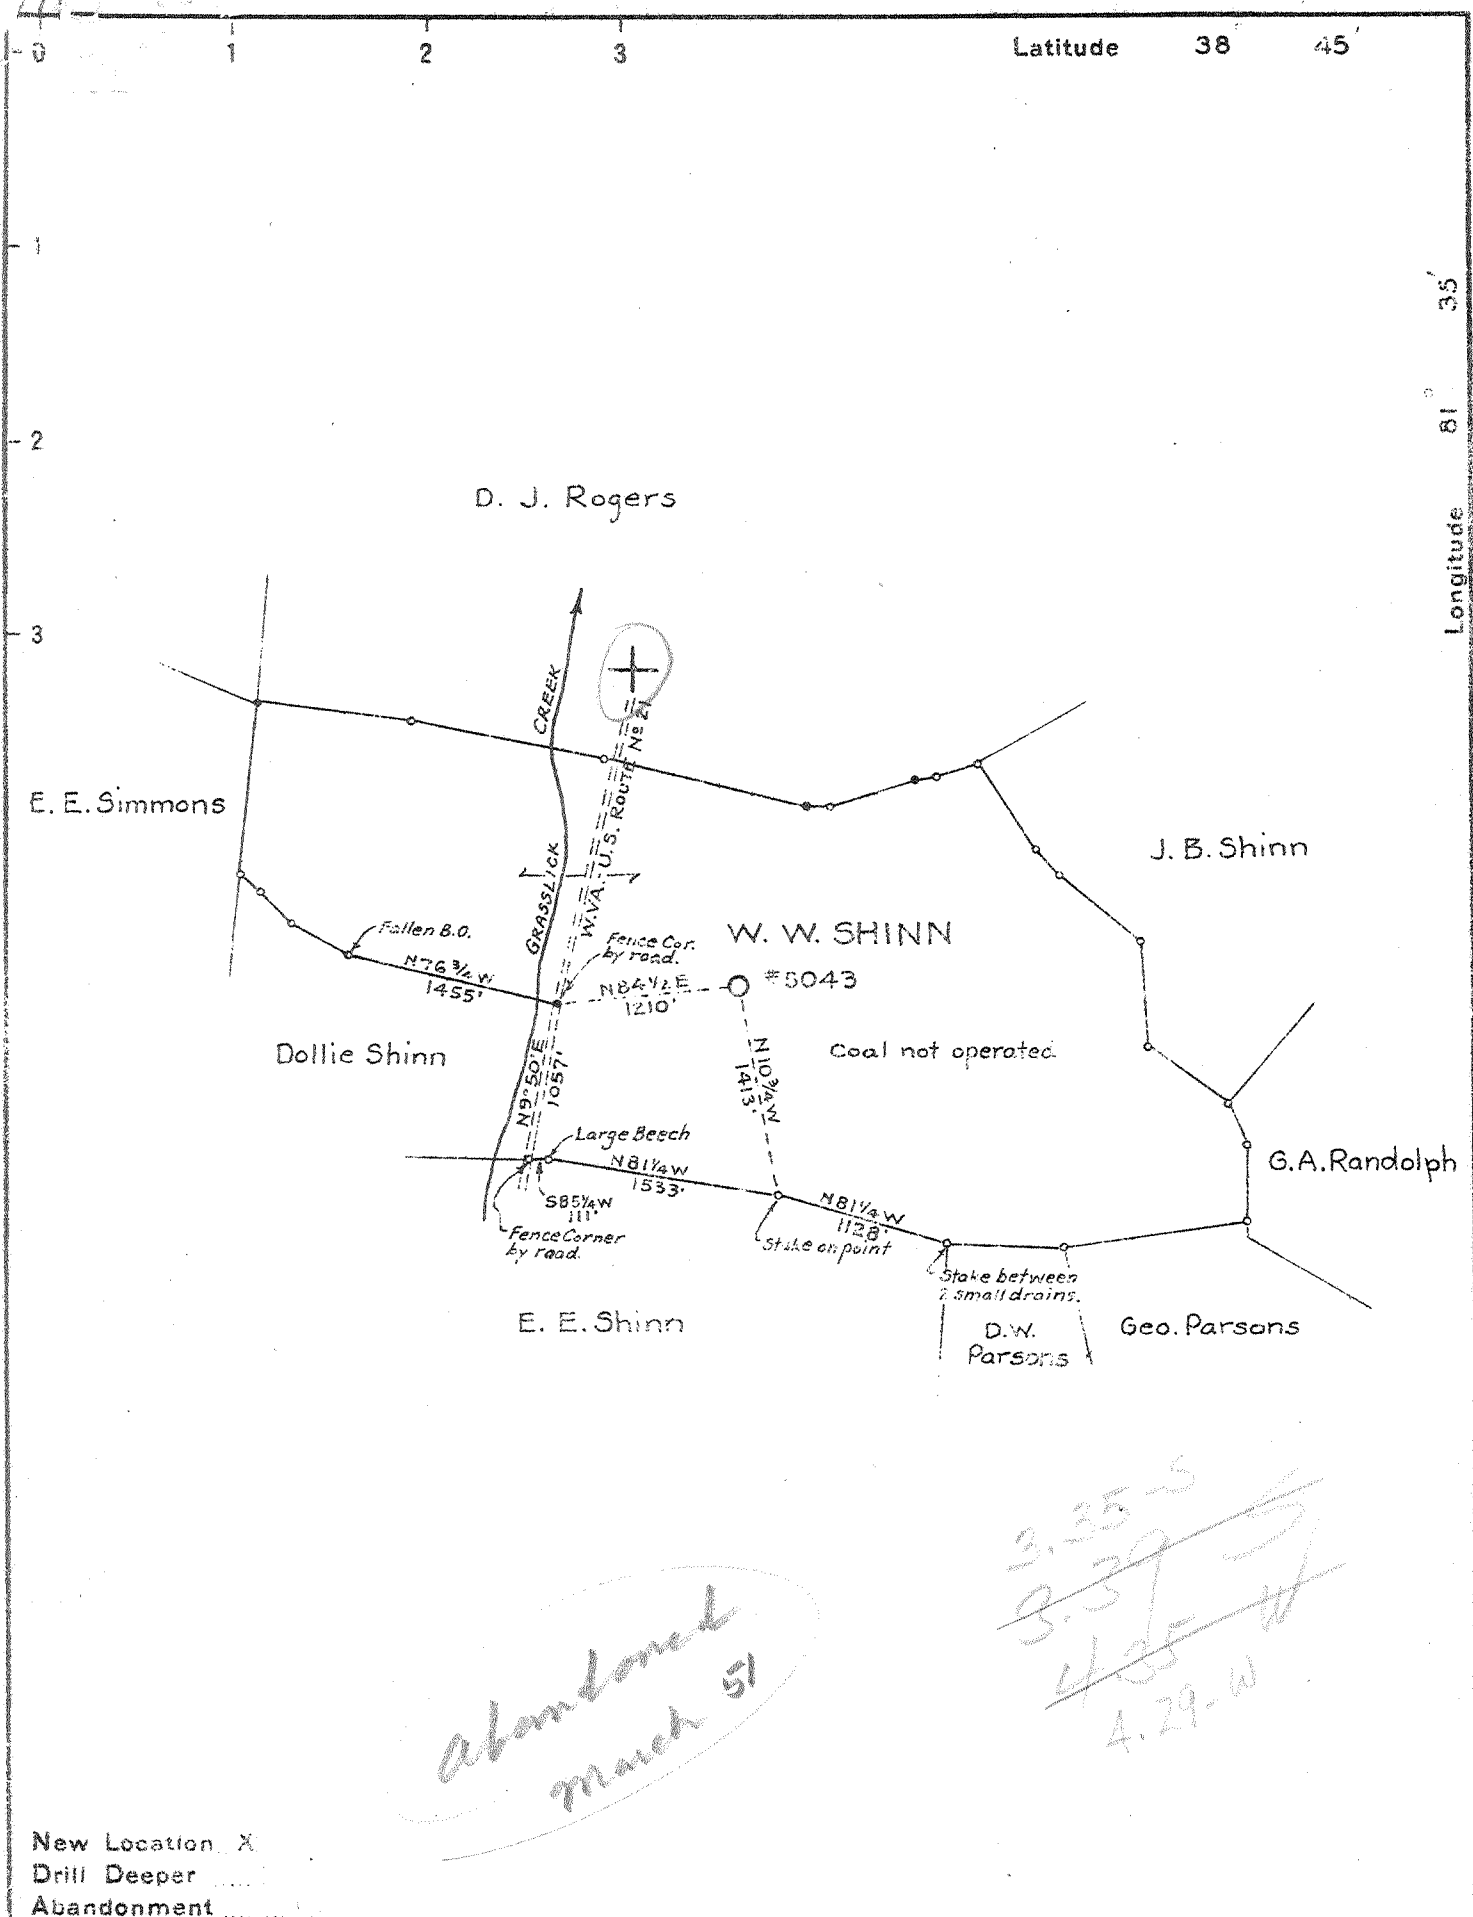 0 1 2 3 Latitude 38 45'
1
2
3
Longitude 81° 35'
D. J. Rogers
CREEK
GRASSLICK
W.VA. - U.S. ROUTE No 21
E. E. Simmons
J. B. Shinn
Fallen B.O.
N76 3/4 W
1455'
Fence Cor.
by road.
W. W. SHINN
N84 1/2 E
1210'
#5043
Dollie Shinn
Coal not operated
N9°50'E
1057'
N10 3/4 W
1413'
Large Beech
N81 1/4 W
1533'
S85 1/4 W
111'
Fence Corner
by road.
N81 1/4 W
1128'
Stake on point
G.A. Randolph
Stake between
2 small drains.
E. E. Shinn
D.W.
Parsons
Geo. Parsons
3.35-S
3.39 S
4.35 W
4.29-W
abandoned
march 51
New Location X
Drill Deeper
Abandonment